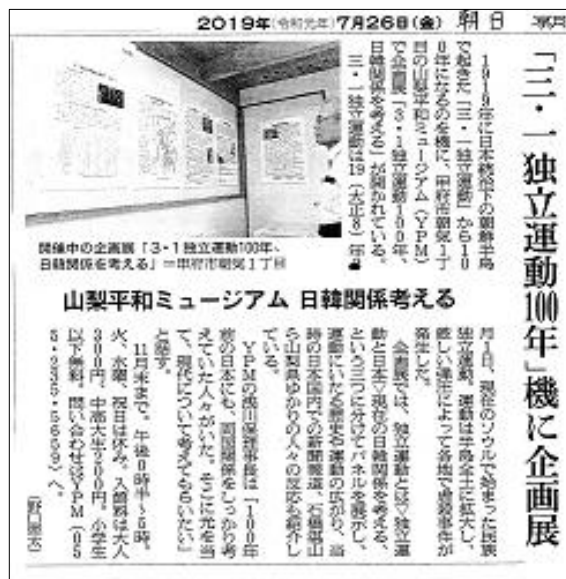 2019年(令和元年)7月26日(金) 朝日
「三・一独立運動100年」機に企画展
山梨平和ミュージアム 日韓関係考える
1919年に日本統治下の朝鮮半島
で起きた「三・一独立運動」から10
0年になるのを機に、甲府市朝気1丁
目の山梨平和ミュージアム(YPM)
で企画展「3・1独立運動100年、
日韓関係を考える」が開かれている。
三・一独立運動は19(大正8)年3
月1日、現在のソウルで始まった民族
独立運動。運動は半島全土に拡大し、
厳しい弾圧によって各地で虐殺事件が
発生した。
企画展では、独立運動とは▽独立運
動と日本▽現在の日韓関係を考える、
という三つに分けてパネルを展示し、
運動にいたる歴史や運動の広がり、当
時の日本国内での新聞報道、石橋湛山
ら山梨県ゆかりの人々の反応も紹介し
ている。
YPMの浅川保理事長は「100年
前の日本にも、両国関係をしっかり考
えていた人々がいた。そこに光を当
て、現代について考えてもらいたい」
と話す。
11月末まで。午後0時半~5時。
火、水曜、祝日は休み。入館料は大人
300円、中高大生200円。小学生
以下無料。問い合わせはYPM(05
5・235・5659)へ。
開催中の企画展「3・1独立運動100年、
日韓関係を考える」=甲府市朝気1丁目